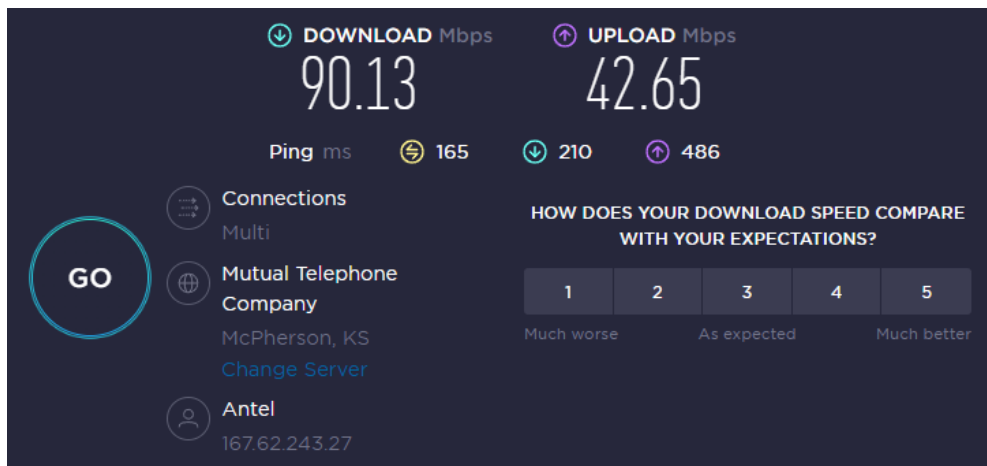 DOWNLOAD Mbps
90.13
UPLOAD Mbps
42.65
Ping ms 165 210 486
GO
Connections
Multi
Mutual Telephone
Company
McPherson, KS
Change Server
Antel
167.62.243.27
HOW DOES YOUR DOWNLOAD SPEED COMPARE
WITH YOUR EXPECTATIONS?
1 2 3 4 5
Much worse As expected Much better